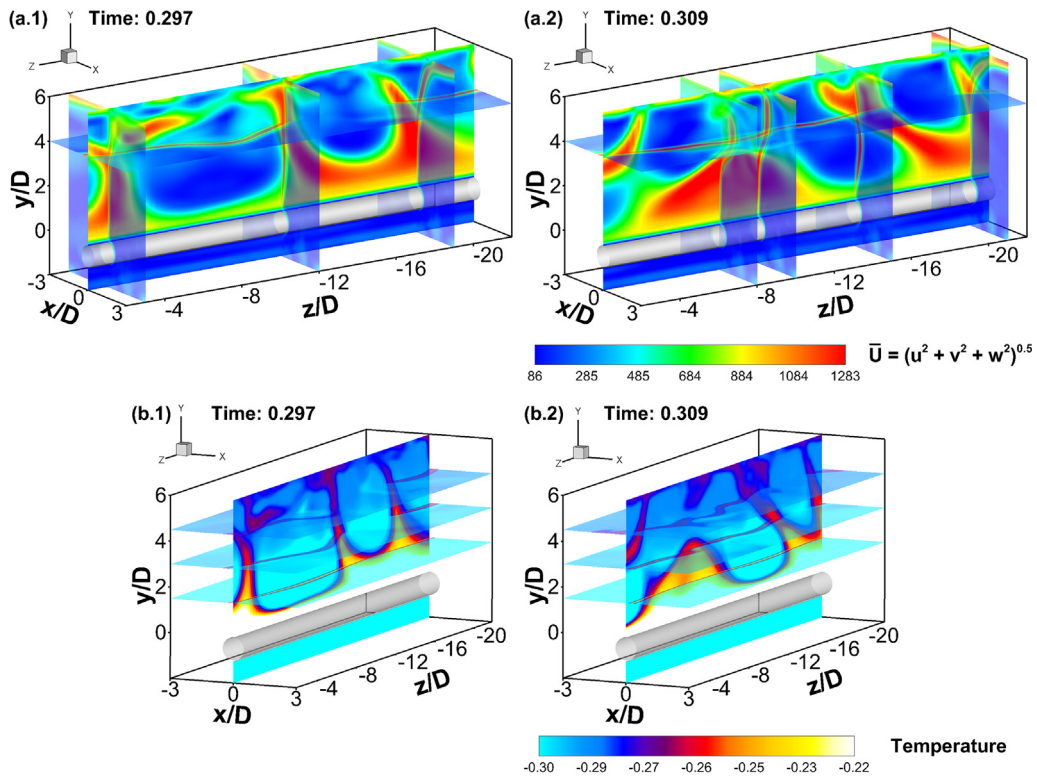 (a.1) Time: 0.297
Y
Z
X
6
4
2
0
-3
y/D
0
3
x/D
-4
-8
-12
-16
-20
z/D
(a.2) Time: 0.309
Y
Z
X
6
4
2
0
-3
y/D
0
3
x/D
-4
-8
-12
-16
-20
z/D
86 285 485 684 884 1084 1283
U̅ = (u² + v² + w²)⁰·⁵
(b.1) Time: 0.297
Y
Z
X
6
4
2
0
y/D
-3
0
3
x/D
-4
-8
-12
-16
-20
z/D
(b.2) Time: 0.309
Y
Z
X
6
4
2
0
y/D
-3
0
3
x/D
-4
-8
-12
-16
-20
z/D
-0.30 -0.29 -0.27 -0.26 -0.25 -0.23 -0.22
Temperature